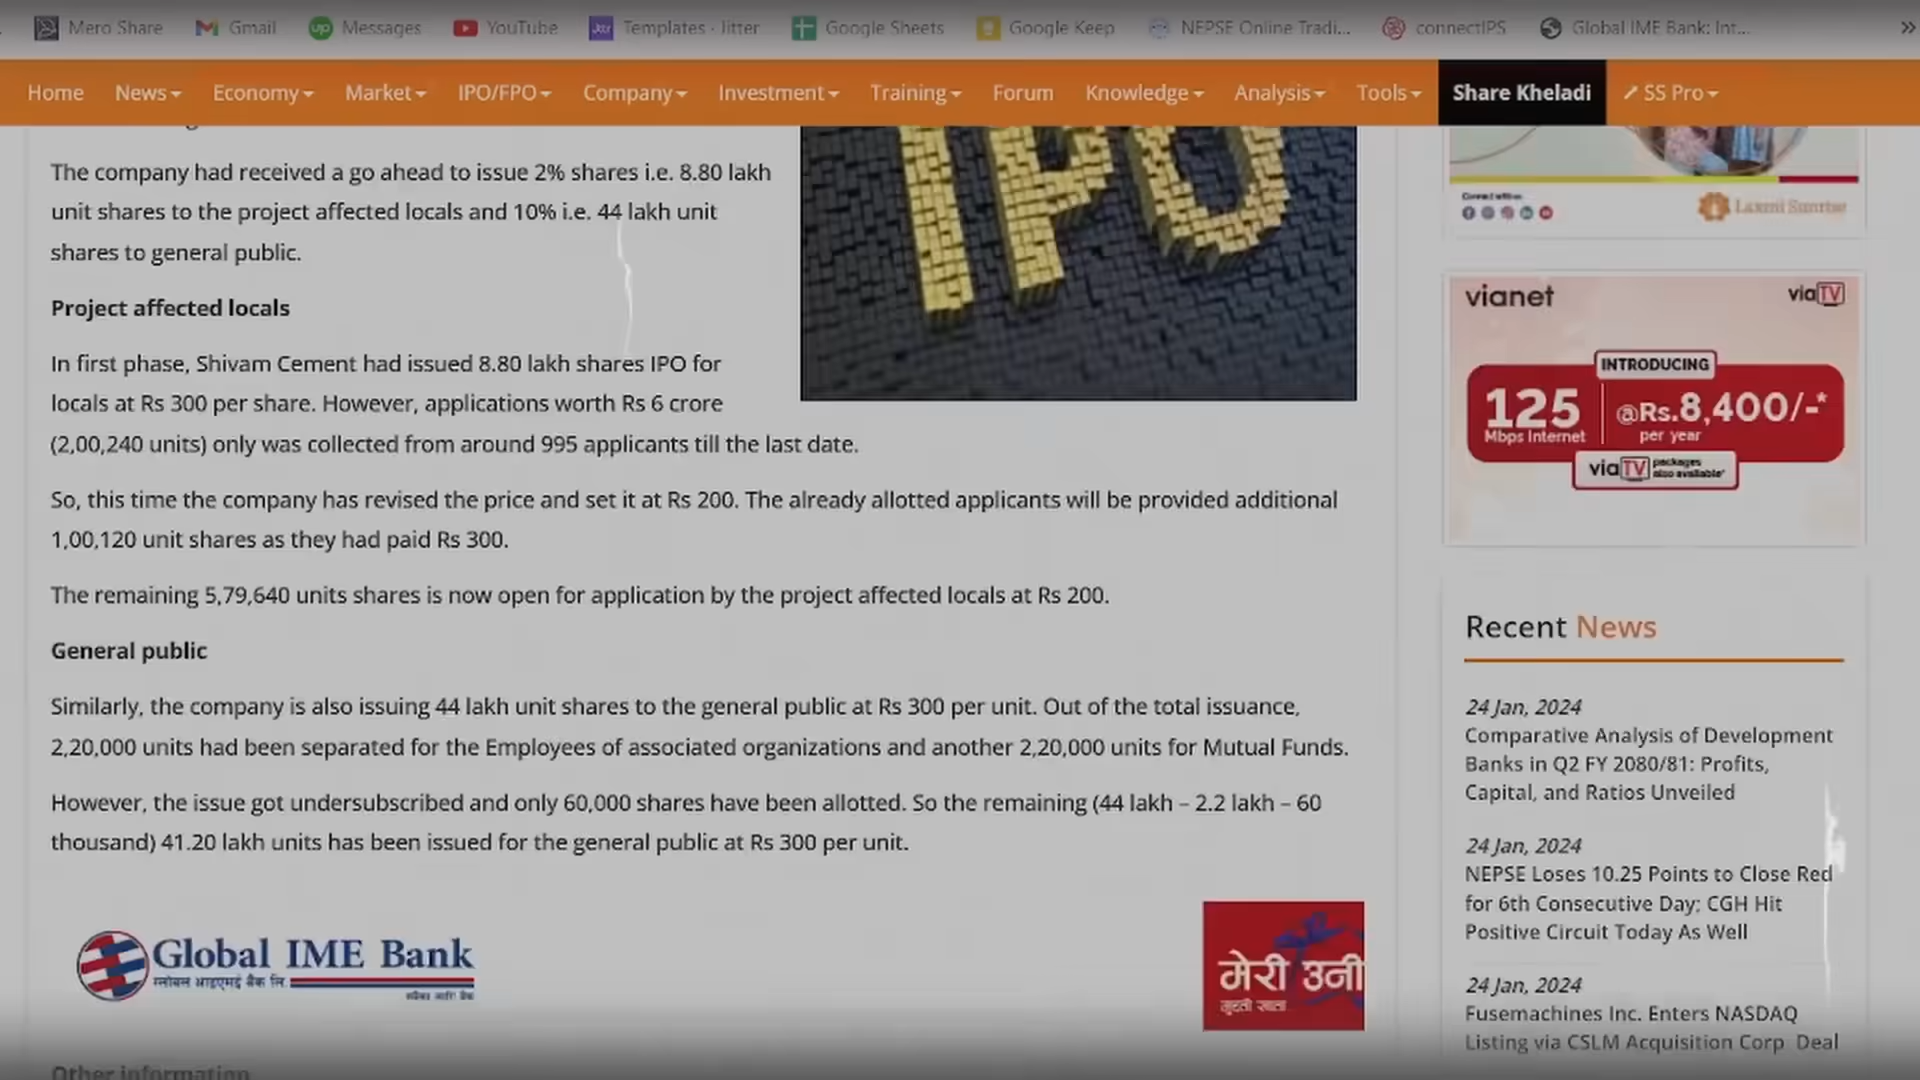 Mero Share
Gmail
Messages
YouTube
Templates · Jitter
Google Sheets
Google Keep
NEPSE Online Tradi...
connectIPS
Global IME Bank: Int...
»
Home
News
Economy
Market
IPO/FPO
Company
Investment
Training
Forum
Knowledge
Analysis
Tools
Share Kheladi
SS Pro
The company had received a go ahead to issue 2% shares i.e. 8.80 lakh
unit shares to the project affected locals and 10% i.e. 44 lakh unit
shares to general public.
IPO
Project affected locals
In first phase, Shivam Cement had issued 8.80 lakh shares IPO for
locals at Rs 300 per share. However, applications worth Rs 6 crore
(2,00,240 units) only was collected from around 995 applicants till the last date.
So, this time the company has revised the price and set it at Rs 200. The already allotted applicants will be provided additional
1,00,120 unit shares as they had paid Rs 300.
The remaining 5,79,640 units shares is now open for application by the project affected locals at Rs 200.
General public
Similarly, the company is also issuing 44 lakh unit shares to the general public at Rs 300 per unit. Out of the total issuance,
2,20,000 units had been separated for the Employees of associated organizations and another 2,20,000 units for Mutual Funds.
However, the issue got undersubscribed and only 60,000 shares have been allotted. So the remaining (44 lakh – 2.2 lakh – 60
thousand) 41.20 lakh units has been issued for the general public at Rs 300 per unit.
Global IME Bank
ग्लोबल आइएमई बैंक लि.
मेरी उनी
मुद्दती खाता
Other information
Laxmi Sunrise
vianet
viaTV
INTRODUCING
125
Mbps Internet
@Rs.8,400/-*
per year
viaTV packages
also available*
Recent News
24 Jan, 2024
Comparative Analysis of Development
Banks in Q2 FY 2080/81: Profits,
Capital, and Ratios Unveiled
24 Jan, 2024
NEPSE Loses 10.25 Points to Close Red
for 6th Consecutive Day; CGH Hit
Positive Circuit Today As Well
24 Jan, 2024
Fusemachines Inc. Enters NASDAQ
Listing via CSLM Acquisition Corp Deal